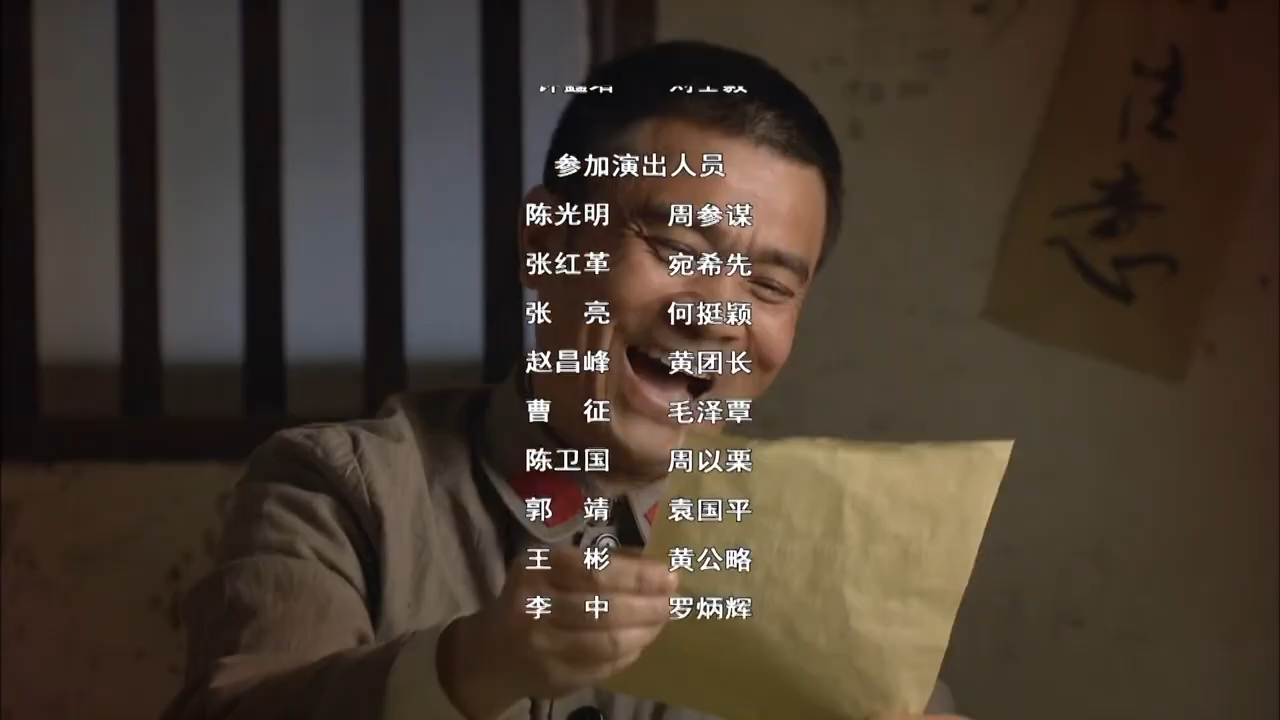 参加演出人员
陈光明 周参谋
张红革 宛希先
张 亮 何挺颖
赵昌峰 黄团长
曹 征 毛泽覃
陈卫国 周以栗
郭 靖 袁国平
王 彬 黄公略
李 中 罗炳辉